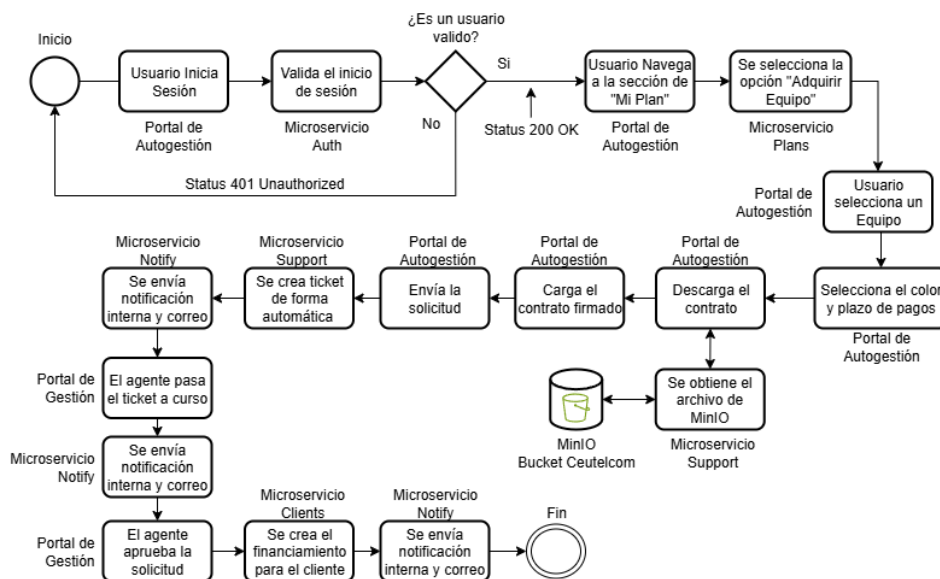 Inicio
Usuario Inicia
Sesión
Portal de
Autogestión
Valida el inicio
de sesión
Microservicio
Auth
¿Es un usuario
valido?
Si
No
Status 200 OK
Status 401 Unauthorized
Usuario Navega
a la sección de
"Mi Plan"
Portal de
Autogestión
Se selecciona la
opción "Adquirir
Equipo"
Microservicio
Plans
Portal de
Autogestión
Usuario
selecciona un
Equipo
Selecciona el color
y plazo de pagos
Portal de
Autogestión
Portal de
Autogestión
Descarga el
contrato
Se obtiene el
archivo de
MinIO
Microservicio
Support
MinIO
Bucket Ceutelcom
Portal de
Autogestión
Carga el
contrato firmado
Portal de
Autogestión
Envía la
solicitud
Microservicio
Support
Se crea ticket
de forma
automática
Microservicio
Notify
Se envía
notificación
interna y correo
Portal de
Gestión
El agente pasa
el ticket a curso
Microservicio
Notify
Se envía
notificación
interna y correo
Portal de
Gestión
El agente
aprueba la
solicitud
Microservicio
Clients
Se crea el
financiamiento
para el cliente
Microservicio
Notify
Se envía
notificación
interna y correo
Fin